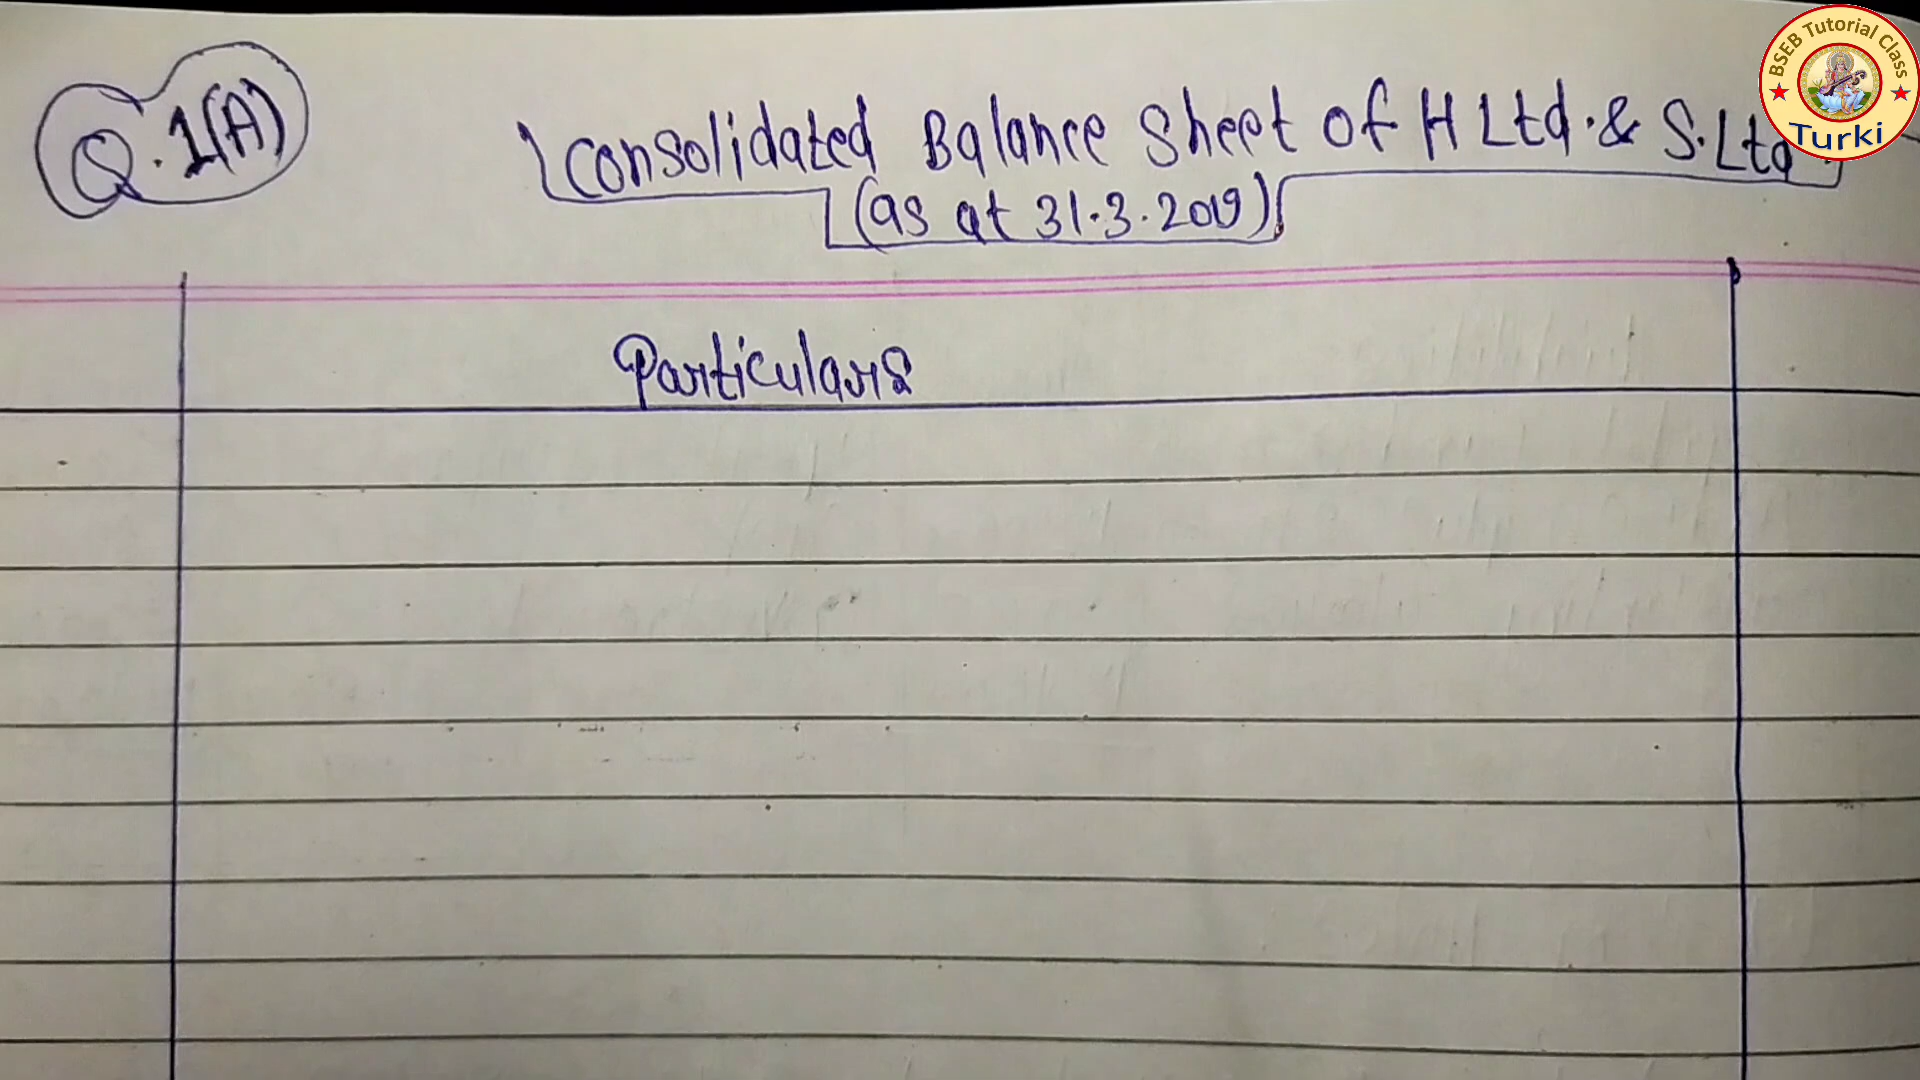 Q.1(A)
Consolidated Balance Sheet of H Ltd. & S. Ltd.
(as at 31.3.2019)
Particulars
BSEB Tutorial Class
Turki